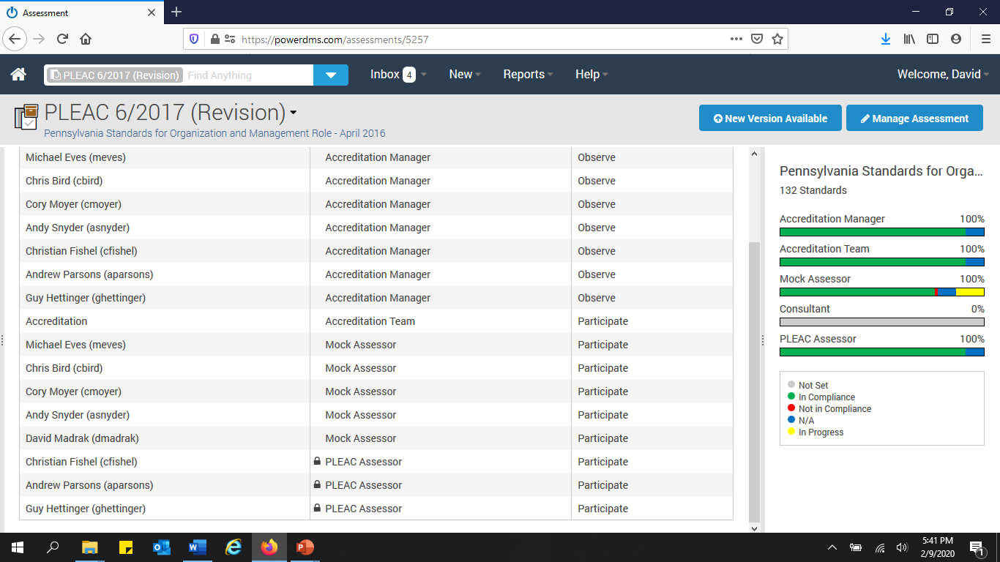 Assessment
https://powerdms.com/assessments/5257
PLEAC 6/2017 (Revision) Find Anything Inbox 4 New Reports Help Welcome, David
PLEAC 6/2017 (Revision)
Pennsylvania Standards for Organization and Management Role - April 2016
New Version Available Manage Assessment
Michael Eves (meves) Accreditation Manager Observe
Chris Bird (cbird) Accreditation Manager Observe
Cory Moyer (cmoyer) Accreditation Manager Observe
Andy Snyder (asnyder) Accreditation Manager Observe
Christian Fishel (cfishel) Accreditation Manager Observe
Andrew Parsons (aparsons) Accreditation Manager Observe
Guy Hettinger (ghettinger) Accreditation Manager Observe
Accreditation Accreditation Team Participate
Michael Eves (meves) Mock Assessor Participate
Chris Bird (cbird) Mock Assessor Participate
Cory Moyer (cmoyer) Mock Assessor Participate
Andy Snyder (asnyder) Mock Assessor Participate
David Madrak (dmadrak) Mock Assessor Participate
Christian Fishel (cfishel) PLEAC Assessor Participate
Andrew Parsons (aparsons) PLEAC Assessor Participate
Guy Hettinger (ghettinger) PLEAC Assessor Participate
Pennsylvania Standards for Orga...
132 Standards
Accreditation Manager 100%
Accreditation Team 100%
Mock Assessor 100%
Consultant 0%
PLEAC Assessor 100%
Not Set
In Compliance
Not in Compliance
N/A
In Progress
5:41 PM
2/9/2020
1